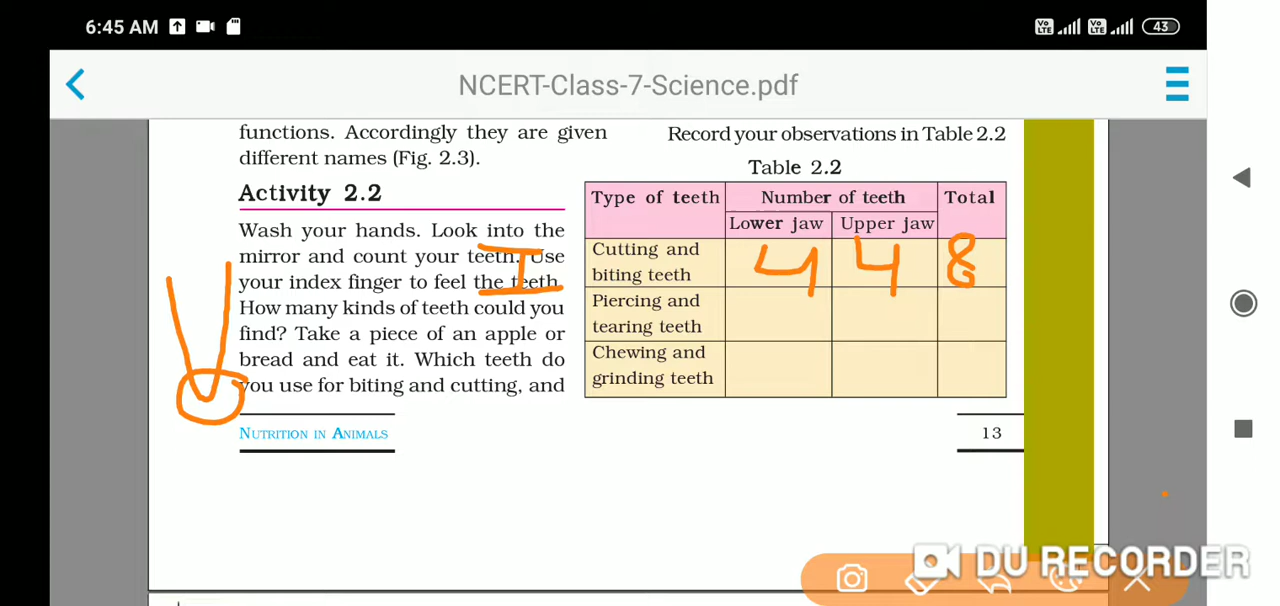 6:45 AM
Vo LTE Vo LTE 43
NCERT-Class-7-Science.pdf
functions. Accordingly they are given
different names (Fig. 2.3).
Activity 2.2
Wash your hands. Look into the
mirror and count your teeth. Use
your index finger to feel the teeth.
How many kinds of teeth could you
find? Take a piece of an apple or
bread and eat it. Which teeth do
you use for biting and cutting, and
I
V
NUTRITION IN ANIMALS
Record your observations in Table 2.2
Table 2.2
Type of teeth Number of teeth Total
Lower jaw Upper jaw
Cutting and
biting teeth 4 4 8
Piercing and
tearing teeth
Chewing and
grinding teeth
13
DU RECORDER